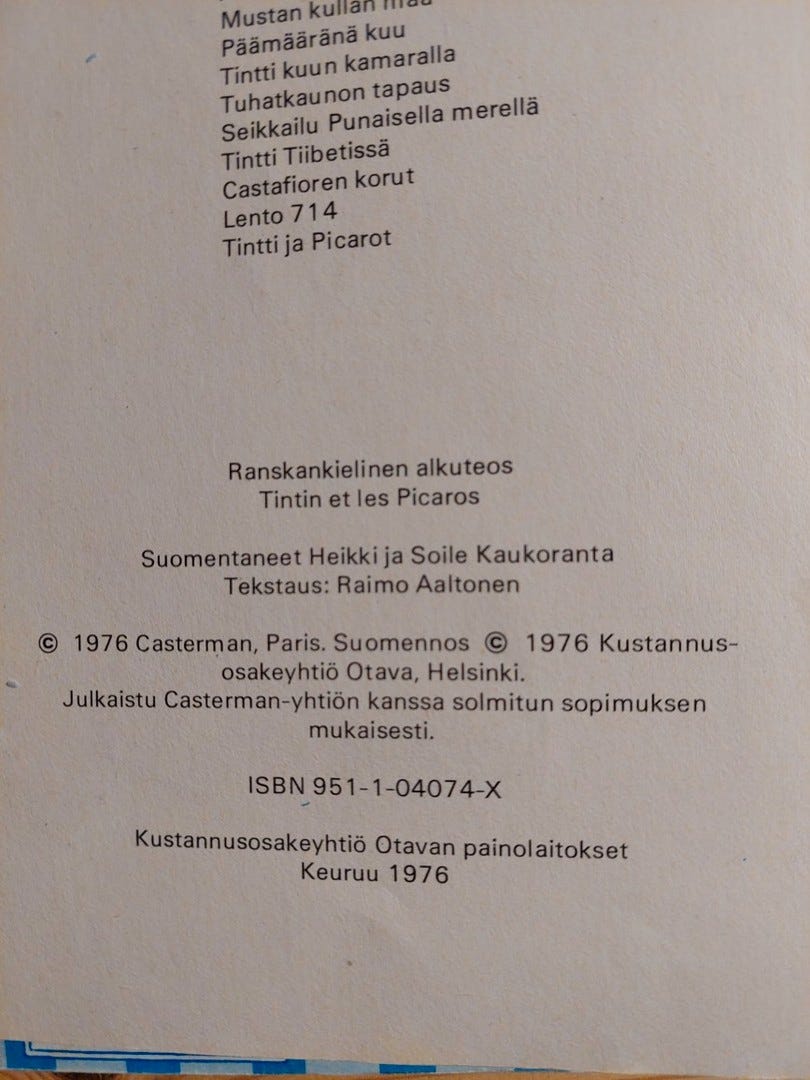 Mustan kullan maa
Päämääränä kuu
Tintti kuun kamaralla
Tuhatkaunon tapaus
Seikkailu Punaisella merellä
Tintti Tiibetissä
Castafioren korut
Lento 714
Tintti ja Picarot
Ranskankielinen alkuteos
Tintin et les Picaros
Suomentaneet Heikki ja Soile Kaukoranta
Tekstaus: Raimo Aaltonen
© 1976 Casterman, Paris. Suomennos © 1976 Kustannus-
osakeyhtiö Otava, Helsinki.
Julkaistu Casterman-yhtiön kanssa solmitun sopimuksen
mukaisesti.
ISBN 951-1-04074-X
Kustannusosakeyhtiö Otavan painolaitokset
Keuruu 1976